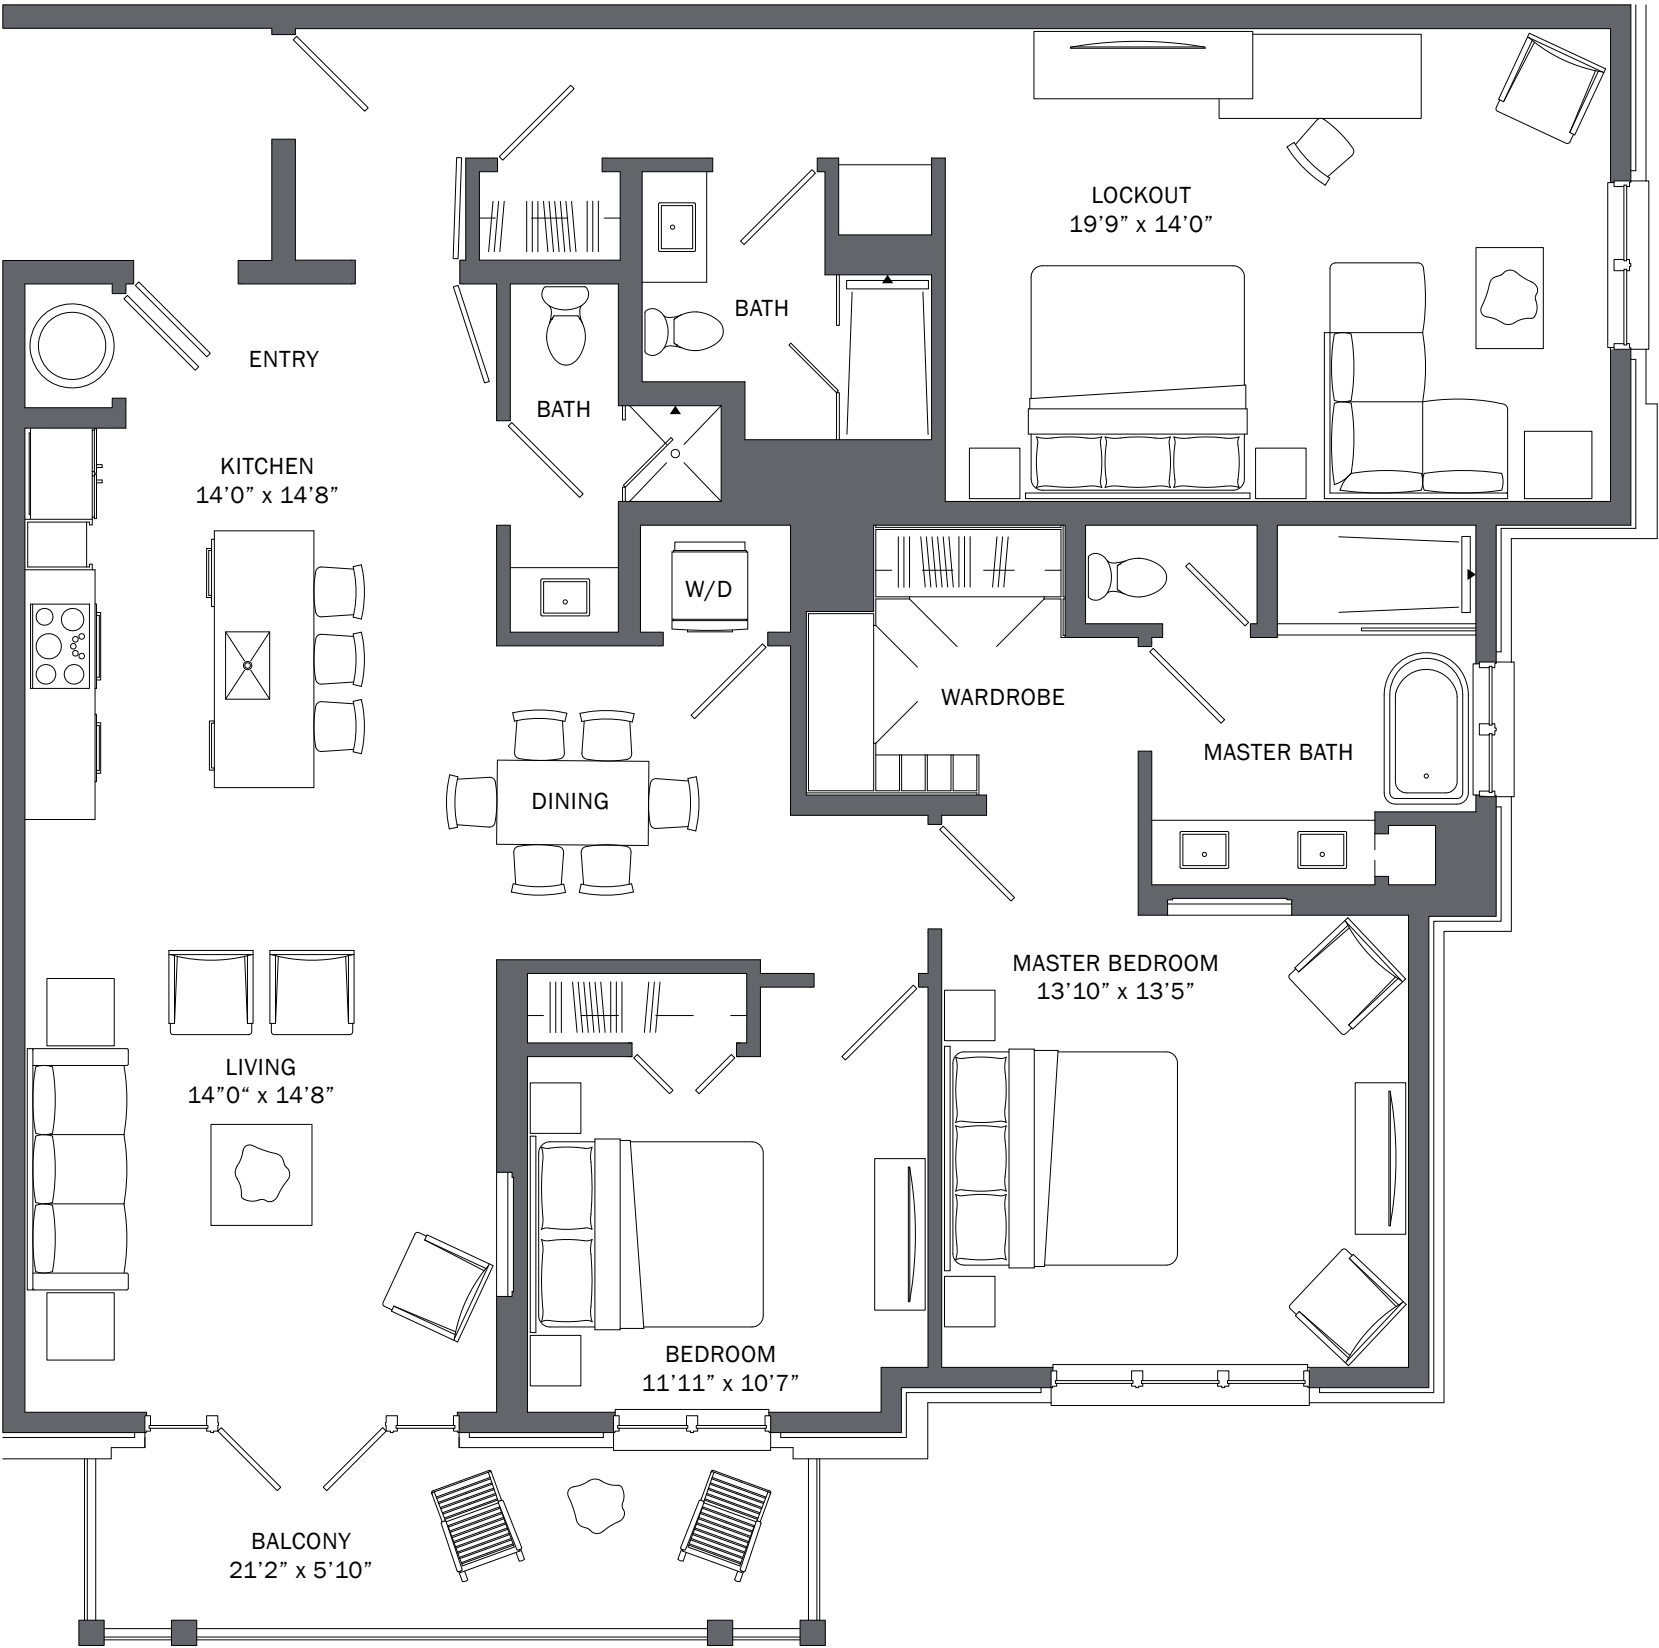 LOCKOUT
19’9” x 14’0”
BATH
ENTRY
BATH
KITCHEN
14’0” x 14’8”
W/D
WARDROBE
MASTER BATH
DINING
MASTER BEDROOM
13’10” x 13’5”
LIVING
14”0“ x 14’8”
BEDROOM
11’11” x 10’7”
BALCONY
21’2” x 5’10”